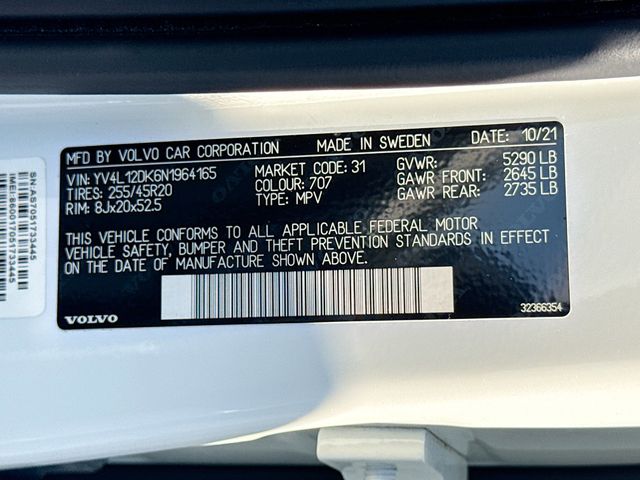 MFD BY VOLVO CAR CORPORATION MADE IN SWEDEN DATE: 10/21
VIN: YV4L12DK6N1964165 MARKET CODE: 31 GVWR: 5290 LB
TIRES: 255/45R20 COLOUR: 707 GAWR FRONT: 2645 LB
RIM: 8Jx20x52.5 TYPE: MPV GAWR REAR: 2735 LB
THIS VEHICLE CONFORMS TO ALL APPLICABLE FEDERAL MOTOR
VEHICLE SAFETY, BUMPER AND THEFT PREVENTION STANDARDS IN EFFECT
ON THE DATE OF MANUFACTURE SHOWN ABOVE.
VOLVO 32366354
SN:AS7051733445